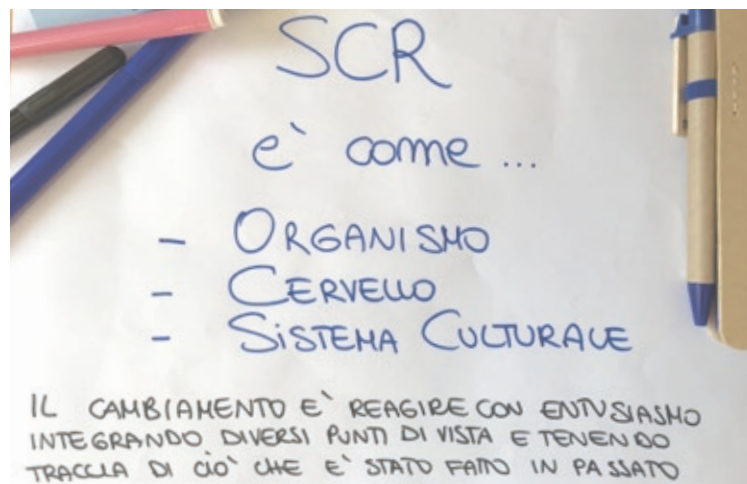 SCR
e` come ...
- ORGANISMO
- CERVELLO
- SISTEMA CULTURALE
IL CAMBIAMENTO E` REAGIRE CON ENTUSIASMO
INTEGRANDO DIVERSI PUNTI DI VISTA E TENENDO
TRACCIA DI CIO` CHE E` STATO FATTO IN PASSATO